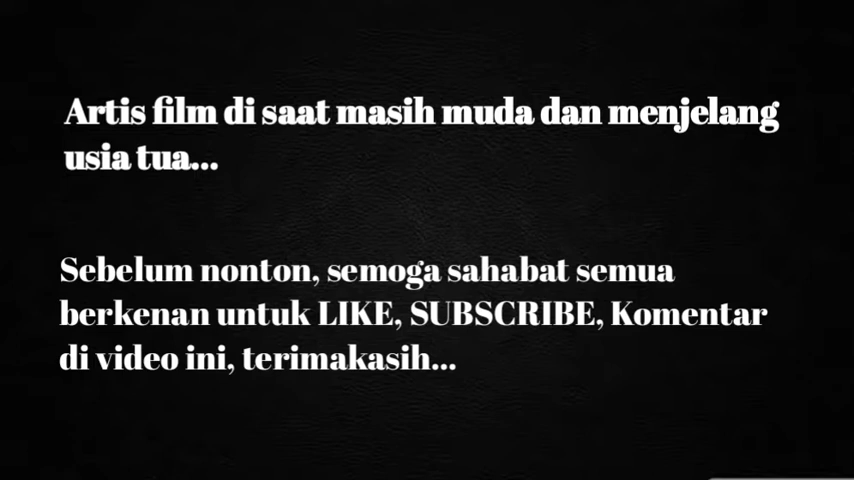 Artis film di saat masih muda dan menjelang
usia tua...
Sebelum nonton, semoga sahabat semua
berkenan untuk LIKE, SUBSCRIBE, Komentar
di video ini, terimakasih...